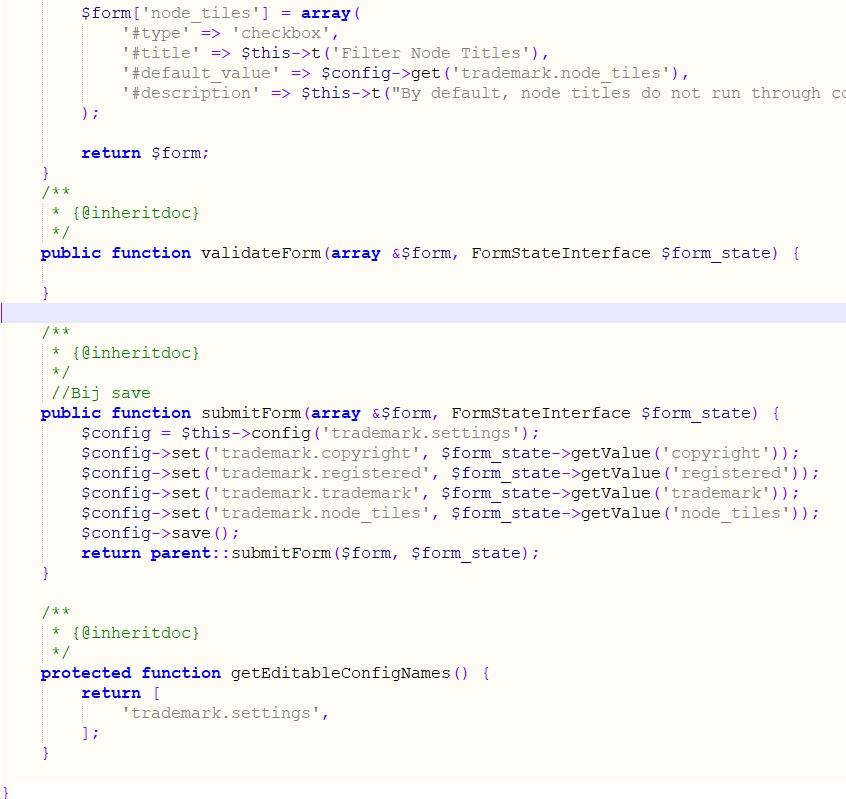 $form['node_tiles'] = array(
'#type' => 'checkbox',
'#title' => $this->t('Filter Node Titles'),
'#default_value' => $config->get('trademark.node_tiles'),
'#description' => $this->t("By default, node titles do not run through co
);
return $form;
}
/**
* {@inheritdoc}
*/
public function validateForm(array &$form, FormStateInterface $form_state) {
}
/**
* {@inheritdoc}
*/
//Bij save
public function submitForm(array &$form, FormStateInterface $form_state) {
$config = $this->config('trademark.settings');
$config->set('trademark.copyright', $form_state->getValue('copyright'));
$config->set('trademark.registered', $form_state->getValue('registered'));
$config->set('trademark.trademark', $form_state->getValue('trademark'));
$config->set('trademark.node_tiles', $form_state->getValue('node_tiles'));
$config->save();
return parent::submitForm($form, $form_state);
}
/**
* {@inheritdoc}
*/
protected function getEditableConfigNames() {
return [
'trademark.settings',
];
}
}